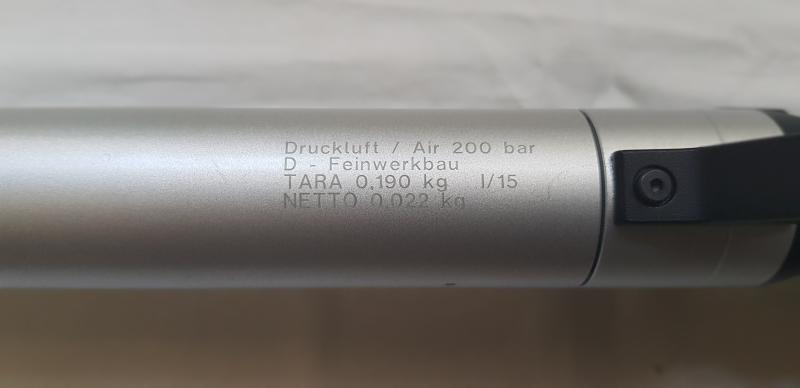 Druckluft / Air 200 bar
D - Feinwerkbau
TARA 0,190 kg I/15
NETTO 0,022 kg